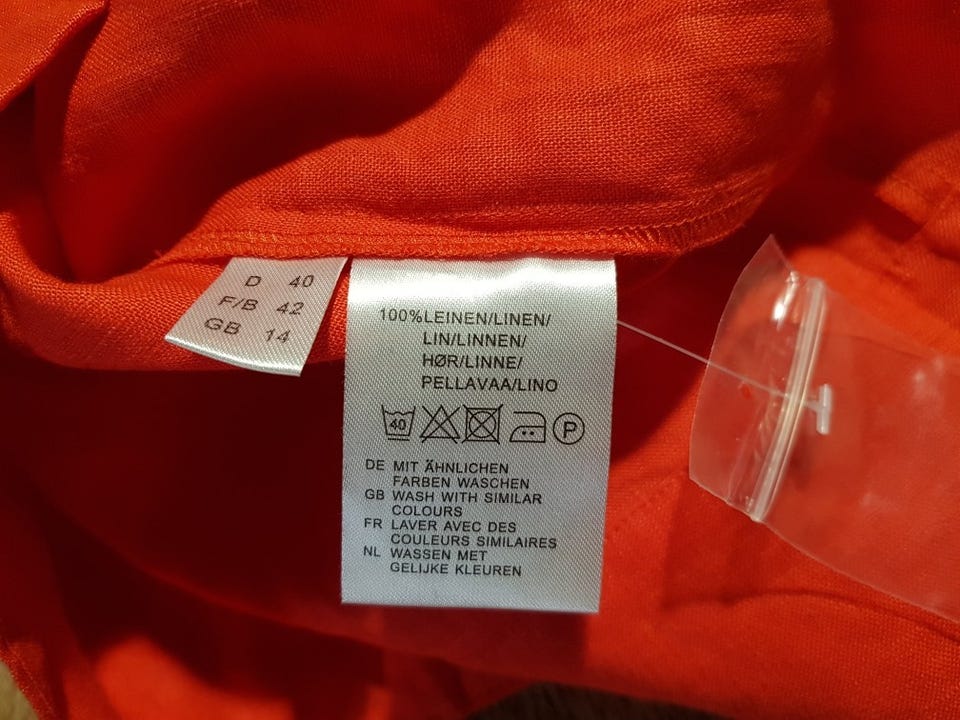 D 40
F/B 42
GB 14
100%LEINEN/LINEN/
LIN/LINNEN/
HØR/LINNE/
PELLAVAA/LINO
40 P
DE MIT ÄHNLICHEN
FARBEN WASCHEN
GB WASH WITH SIMILAR
COLOURS
FR LAVER AVEC DES
COULEURS SIMILAIRES
NL WASSEN MET
GELIJKE KLEUREN